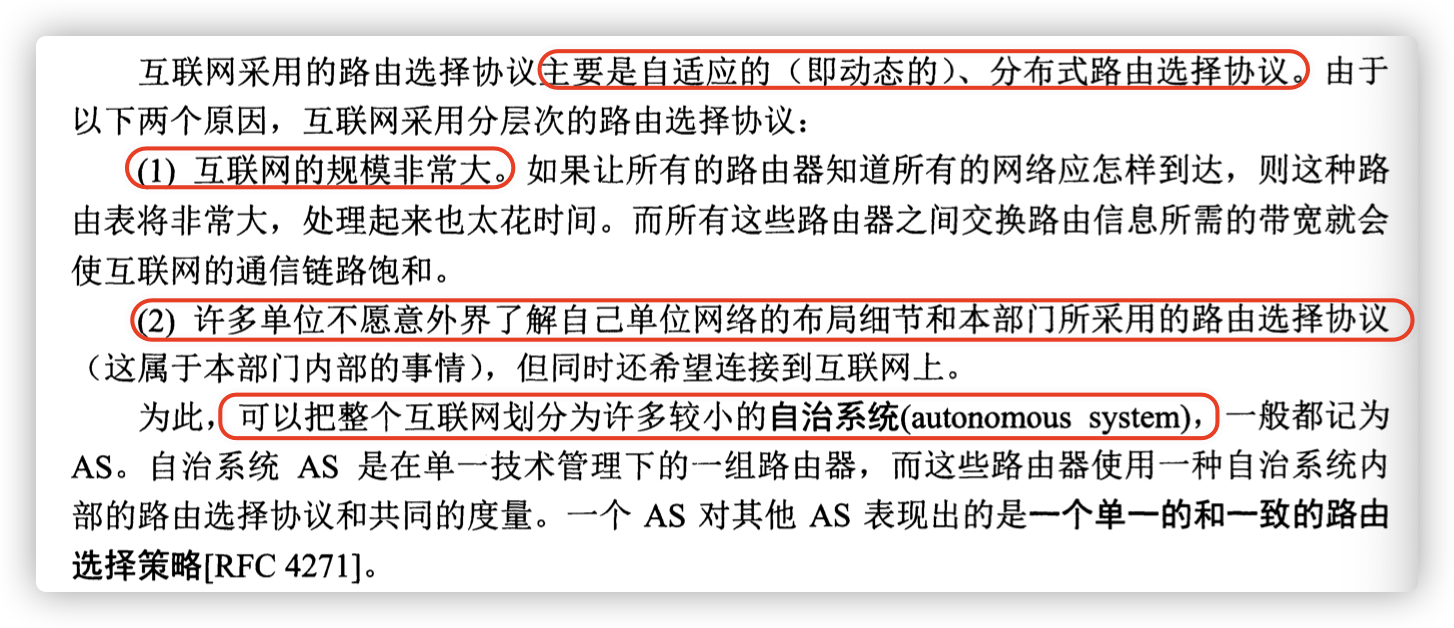 互联网采用的路由选择协议主要是自适应的（即动态的）、分布式路由选择协议。由于
以下两个原因，互联网采用分层次的路由选择协议：
(1) 互联网的规模非常大。如果让所有的路由器知道所有的网络应怎样到达，则这种路
由表将非常大，处理起来也太花时间。而所有这些路由器之间交换路由信息所需的带宽就会
使互联网的通信链路饱和。
(2) 许多单位不愿意外界了解自己单位网络的布局细节和本部门所采用的路由选择协议
（这属于本部门内部的事情），但同时还希望连接到互联网上。
为此，可以把整个互联网划分为许多较小的自治系统(autonomous system)，一般都记为
AS。自治系统 AS 是在单一技术管理下的一组路由器，而这些路由器使用一种自治系统内
部的路由选择协议和共同的度量。一个 AS 对其他 AS 表现出的是一个单一的和一致的路由
选择策略[RFC 4271]。